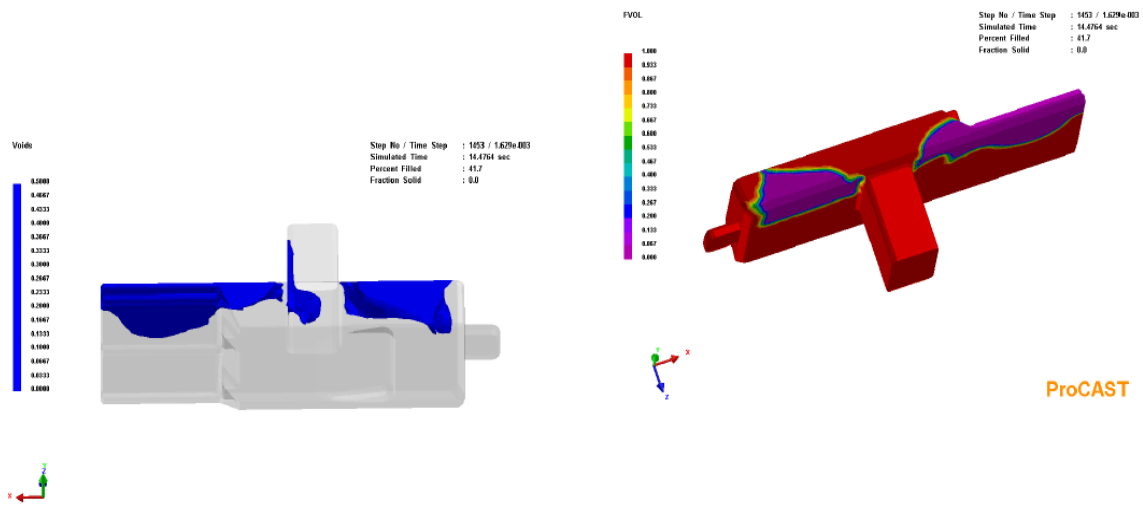 Voids
Step No / Time Step : 1453 / 1.629e-003
Simulated Time : 14.4764 sec
Percent Filled : 41.7
Fraction Solid : 0.0
0.5000
0.4667
0.4333
0.4000
0.3667
0.3333
0.3000
0.2667
0.2333
0.2000
0.1667
0.1333
0.1000
0.0667
0.0333
0.0000
X
Y
Z
FVOL
Step No / Time Step : 1453 / 1.629e-003
Simulated Time : 14.4764 sec
Percent Filled : 41.7
Fraction Solid : 0.0
1.000
0.933
0.867
0.800
0.733
0.667
0.600
0.533
0.467
0.400
0.333
0.267
0.200
0.133
0.067
0.000
Y
X
Z
ProCAST